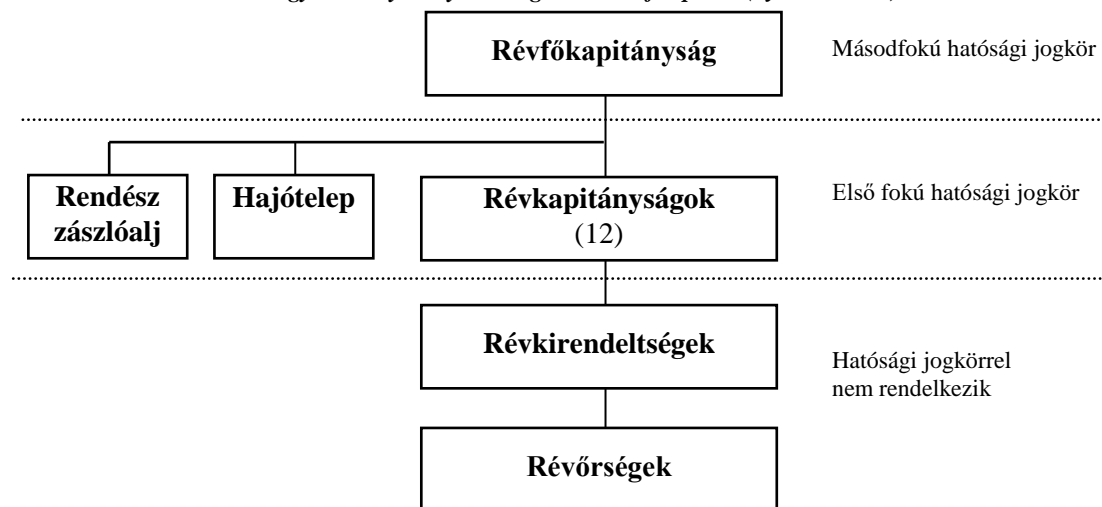 Révfőkapitányság
Másodfokú hatósági jogkör
Rendész
zászlóalj
Hajótelep
Révkapitányságok
(12)
Első fokú hatósági jogkör
Révkirendeltségek
Hatósági jogkörrel
nem rendelkezik
Révőrségek